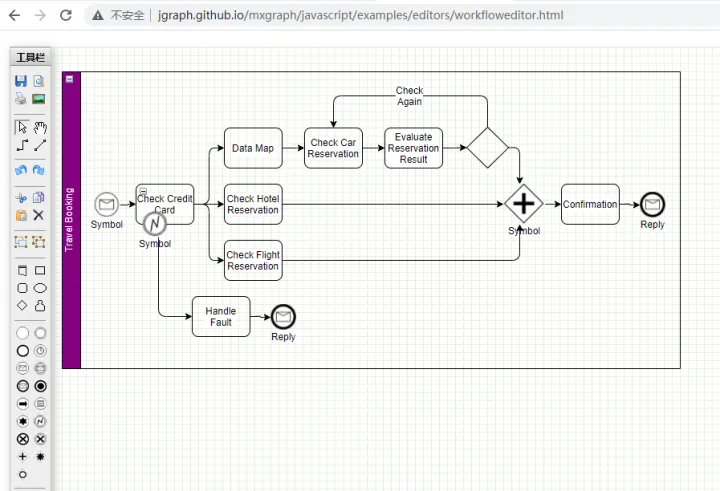 不安全
jgraph.github.io/mxgraph/javascript/examples/editors/workfloweditor.html
工具栏
Travel Booking
Check
Again
Data Map
Check Car
Reservation
Evaluate
Reservation
Result
Symbol
Check Credit
Card
Symbol
Check Hotel
Reservation
Symbol
Confirmation
Reply
Check Flight
Reservation
Handle
Fault
Reply